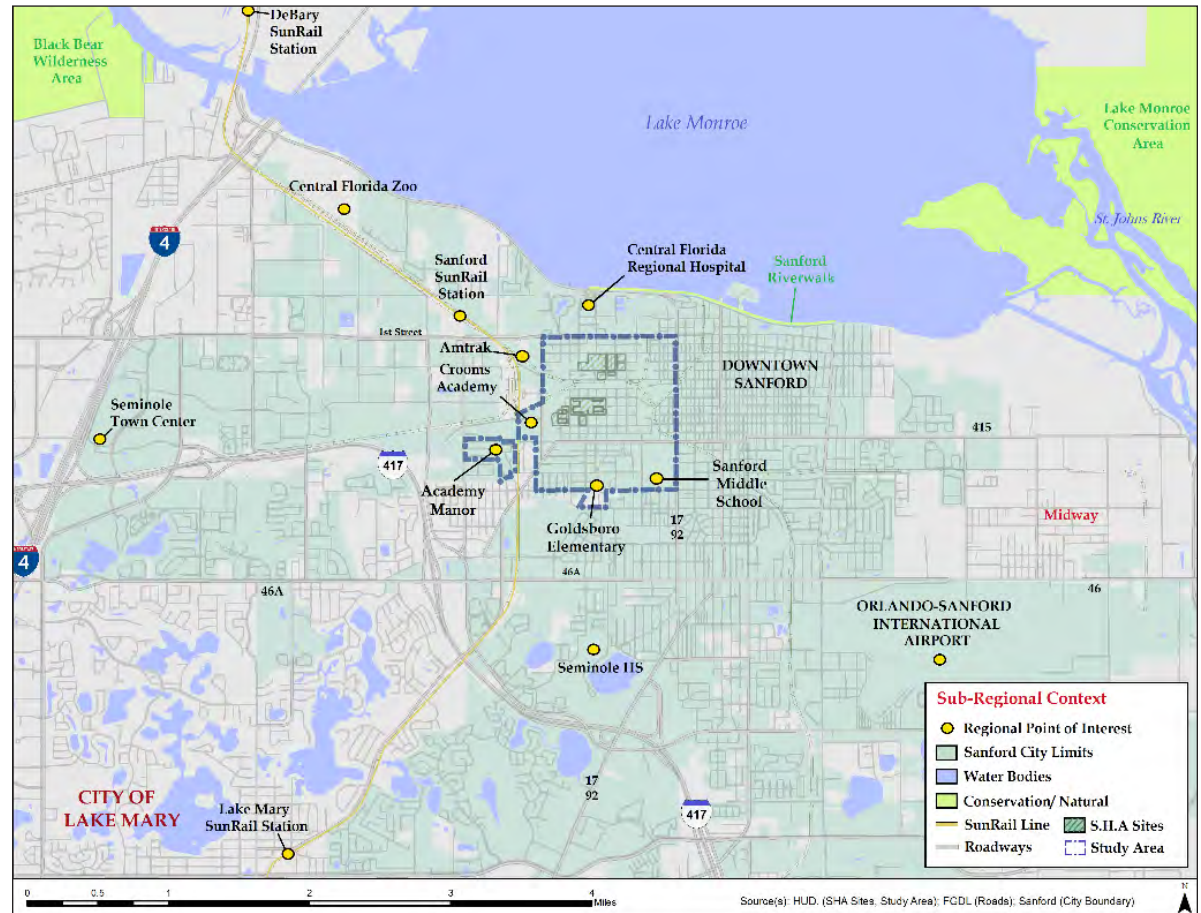 DeBary
SunRail
Station
Black Bear
Wilderness
Area
Lake Monroe
Lake Monroe
Conservation
Area
St. Johns River
Central Florida Zoo
4
Sanford
SunRail
Station
Central Florida
Regional Hospital
Sanford
Riverwalk
1st Street
Amtrak
Crooms
Academy
DOWNTOWN
SANFORD
Seminole
Town Center
415
417
Academy
Manor
Sanford
Middle
School
Goldsboro
Elementary
17
92
Midway
4
46A
46A
46
ORLANDO-SANFORD
INTERNATIONAL
AIRPORT
Seminole HS
CITY OF
LAKE MARY
Lake Mary
SunRail Station
17
92
417
Sub-Regional Context
Regional Point of Interest
Sanford City Limits
Water Bodies
Conservation/ Natural
SunRail Line
S.H.A Sites
Roadways
Study Area
0 0.5 1 2 3 4
Miles
Source(s): HUD. (SHA Sites, Study Area); FGDL (Roads); Sanford (City Boundary)
N